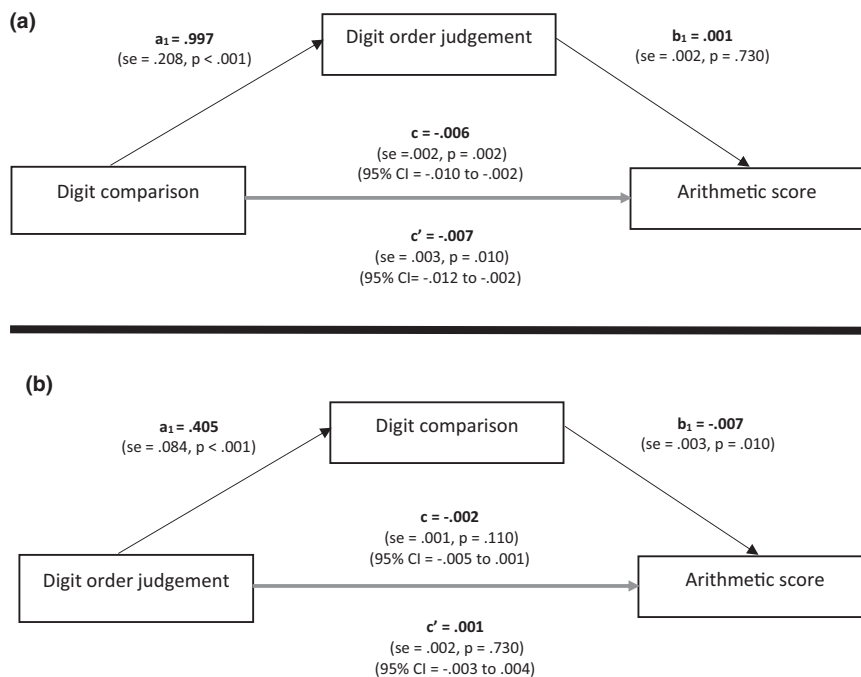 (a)
a₁ = .997
(se = .208, p < .001)
Digit order judgement
b₁ = .001
(se = .002, p = .730)
c = -.006
(se =.002, p = .002)
(95% CI = -.010 to -.002)
Digit comparison
Arithmetic score
c’ = -.007
(se = .003, p = .010)
(95% CI= -.012 to -.002)
(b)
a₁ = .405
(se = .084, p < .001)
Digit comparison
b₁ = -.007
(se = .003, p = .010)
c = -.002
(se = .001, p = .110)
(95% CI = -.005 to .001)
Digit order judgement
Arithmetic score
c’ = .001
(se = .002, p = .730)
(95% CI = -.003 to .004)